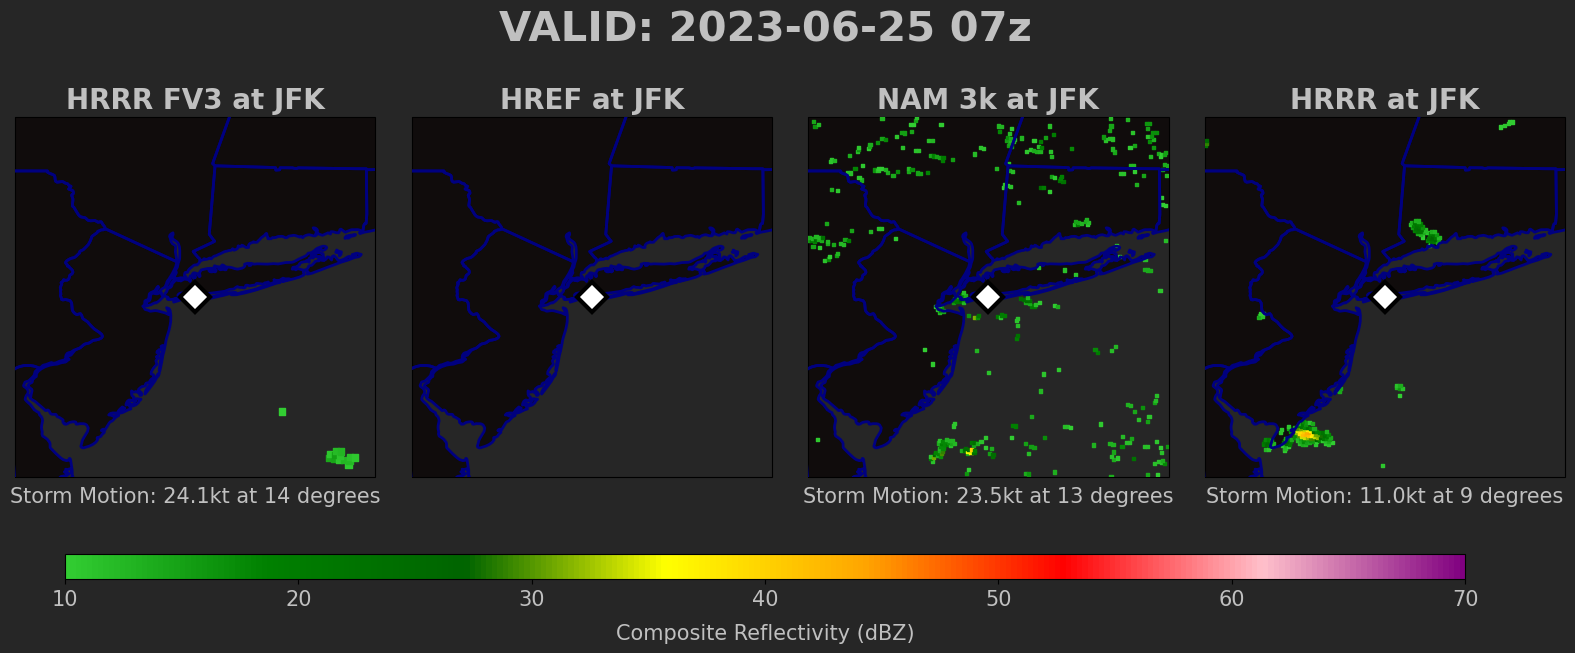 VALID: 2023-06-25 07z
HRRR FV3 at JFK
HREF at JFK
NAM 3k at JFK
HRRR at JFK
Storm Motion: 24.1kt at 14 degrees
Storm Motion: 23.5kt at 13 degrees
Storm Motion: 11.0kt at 9 degrees
10 20 30 40 50 60 70
Composite Reflectivity (dBZ)